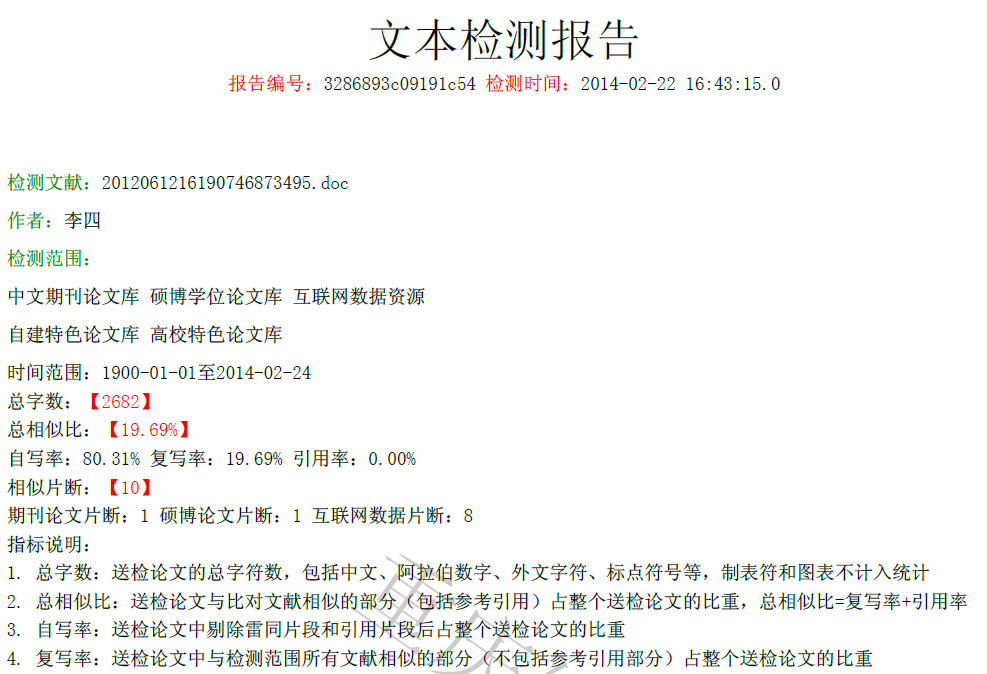 文本检测报告
报告编号：3286893c09191c54 检测时间：2014-02-22 16:43:15.0
检测文献：2012061216190746873495.doc
作者：李四
检测范围：
中文期刊论文库 硕博学位论文库 互联网数据资源
自建特色论文库 高校特色论文库
时间范围：1900-01-01至2014-02-24
总字数：【2682】
总相似比：【19.69%】
自写率：80.31% 复写率：19.69% 引用率：0.00%
相似片断：【10】
期刊论文片断：1 硕博论文片断：1 互联网数据片断：8
指标说明：
1. 总字数：送检论文的总字符数，包括中文、阿拉伯数字、外文字符、标点符号等，制表符和图表不计入统计
2. 总相似比：送检论文与比对文献相似的部分（包括参考引用）占整个送检论文的比重，总相似比=复写率+引用率
3. 自写率：送检论文中剔除雷同片段和引用片段后占整个送检论文的比重
4. 复写率：送检论文中与检测范围所有文献相似的部分（不包括参考引用部分）占整个送检论文的比重